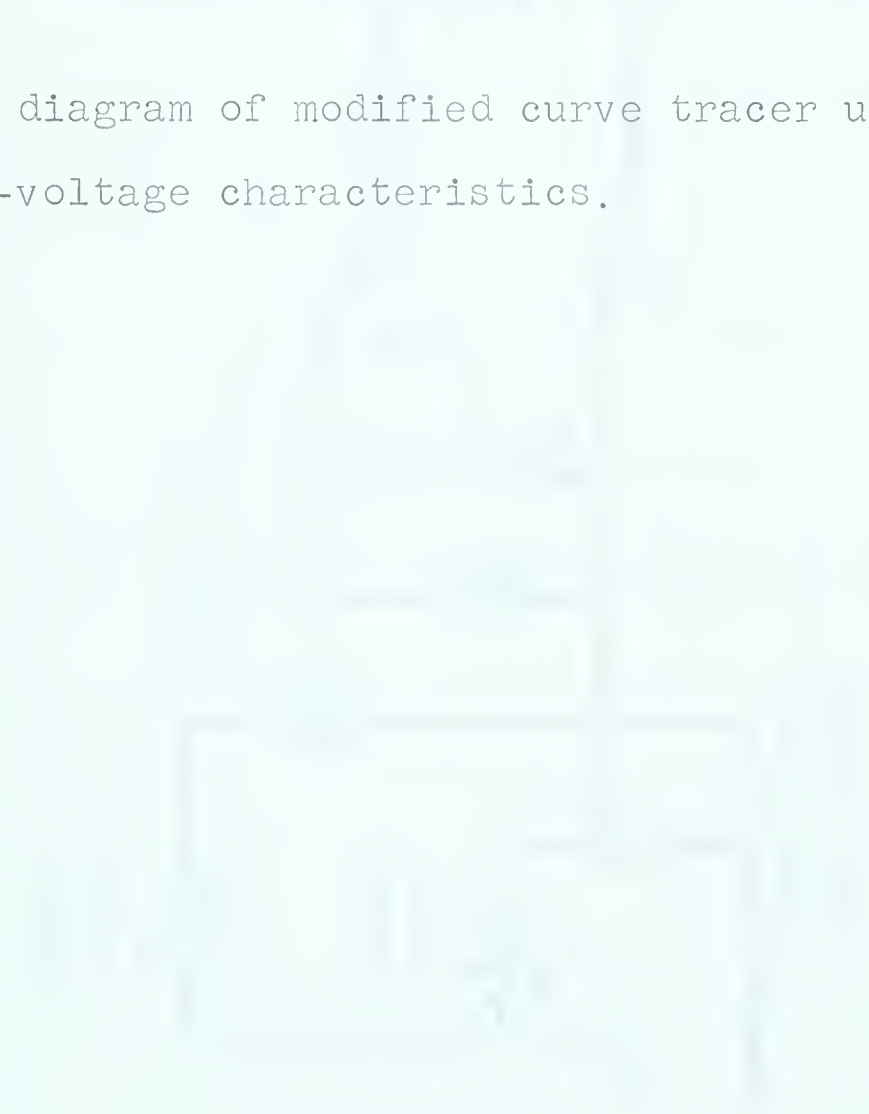 diagram of modified curve tracer u
-voltage characteristics.